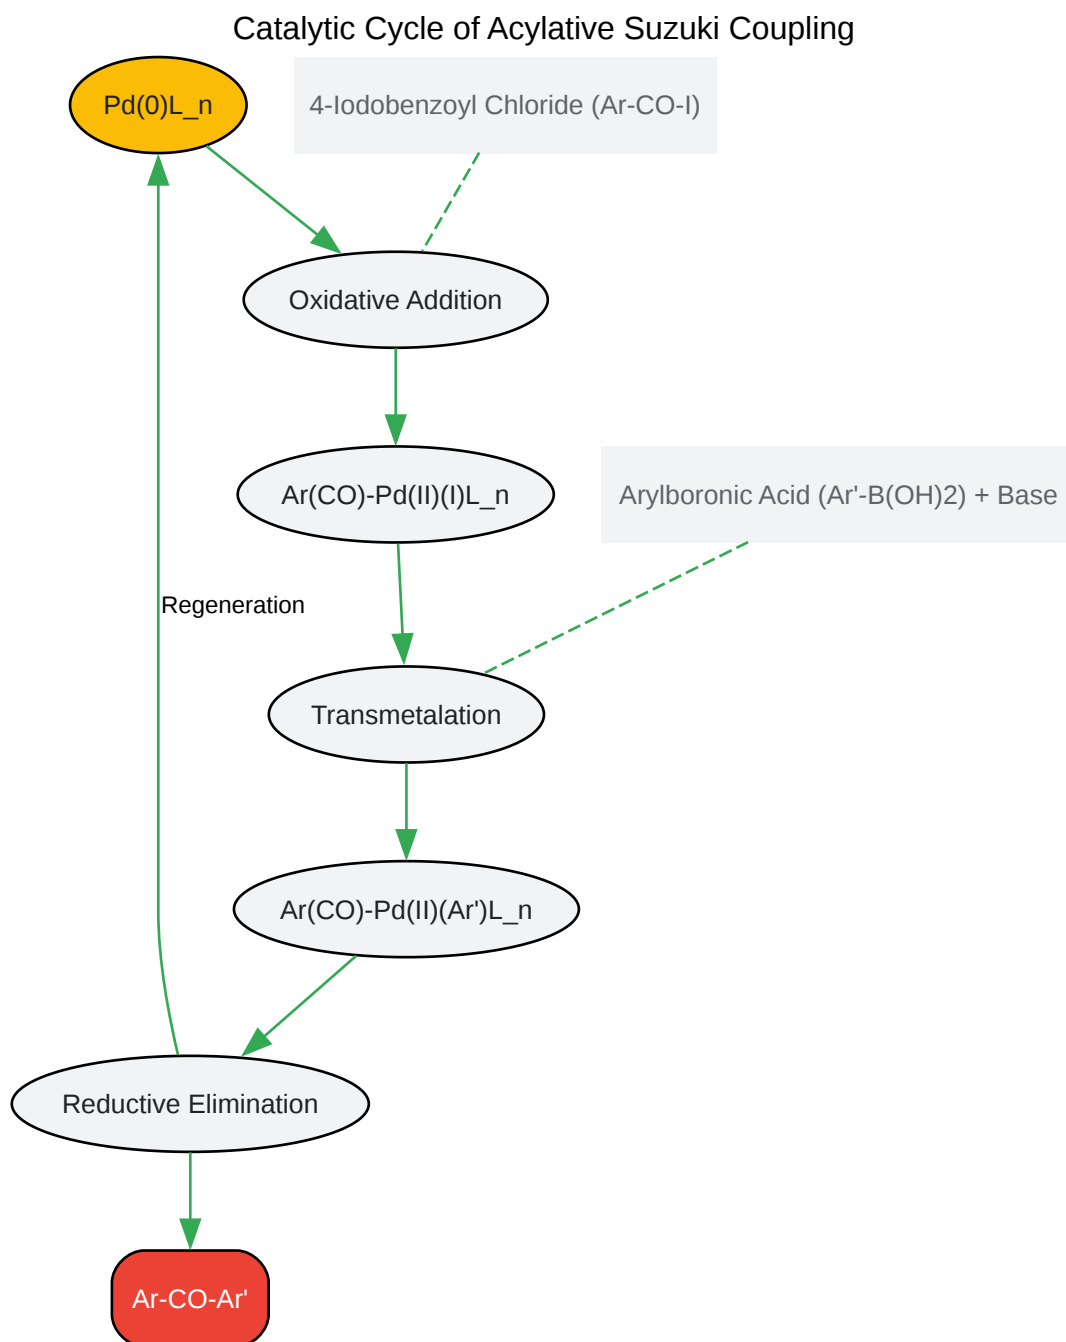 Catalytic Cycle of Acylative Suzuki Coupling
Pd(0)L_n
4-Iodobenzoyl Chloride (Ar-CO-I)
Oxidative Addition
Ar(CO)-Pd(II)(I)L_n
Arylboronic Acid (Ar'-B(OH)2) + Base
Regeneration
Transmetalation
Ar(CO)-Pd(II)(Ar')L_n
Reductive Elimination
Ar-CO-Ar'